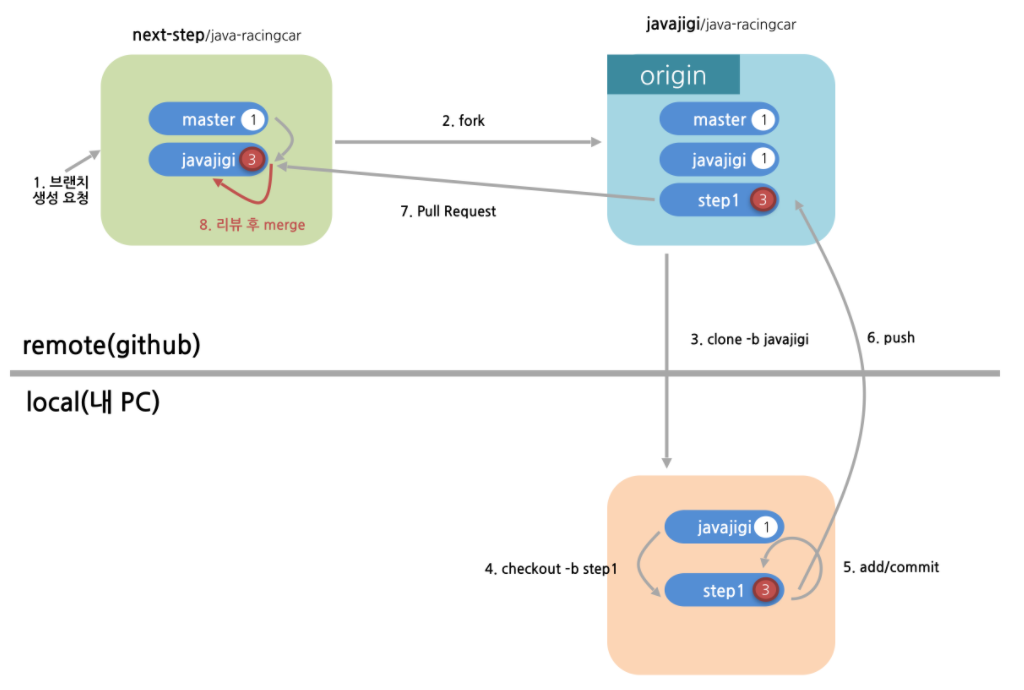 next-step/java-racingcar
javajigi/java-racingcar
origin
master 1
javajigi 3
master 1
javajigi 1
step1 3
2. fork
1. 브랜치
생성 요청
7. Pull Request
8. 리뷰 후 merge
3. clone -b javajigi
6. push
remote(github)
local(내 PC)
javajigi 1
4. checkout -b step1
5. add/commit
step1 3